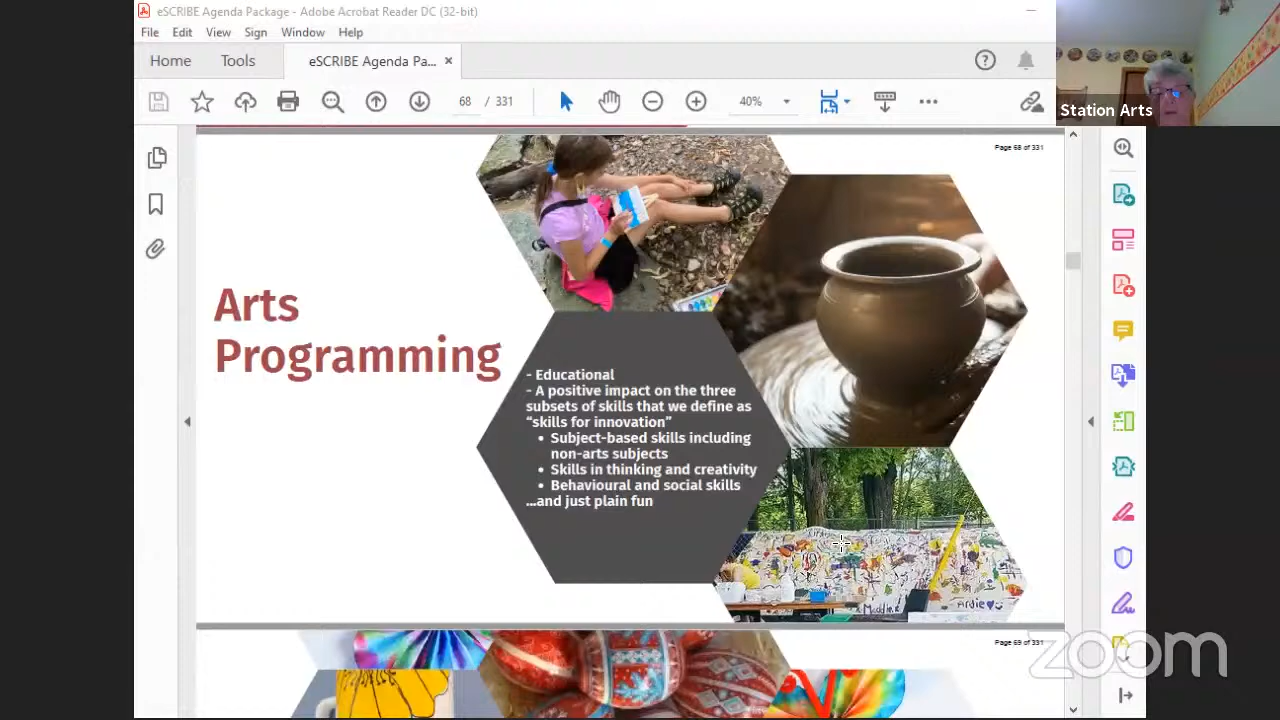 eSCRIBE Agenda Package - Adobe Acrobat Reader DC (32-bit)
File Edit View Sign Window Help
Home Tools eSCRIBE Agenda Pa... ×
68 / 331 40%
Station Arts
Page 68 of 331
Arts
Programming
- Educational
- A positive impact on the three
subsets of skills that we define as
“skills for innovation”
• Subject-based skills including
non-arts subjects
• Skills in thinking and creativity
• Behavioural and social skills
...and just plain fun
Maddie
Ardie
Page 69 of 331
zoom